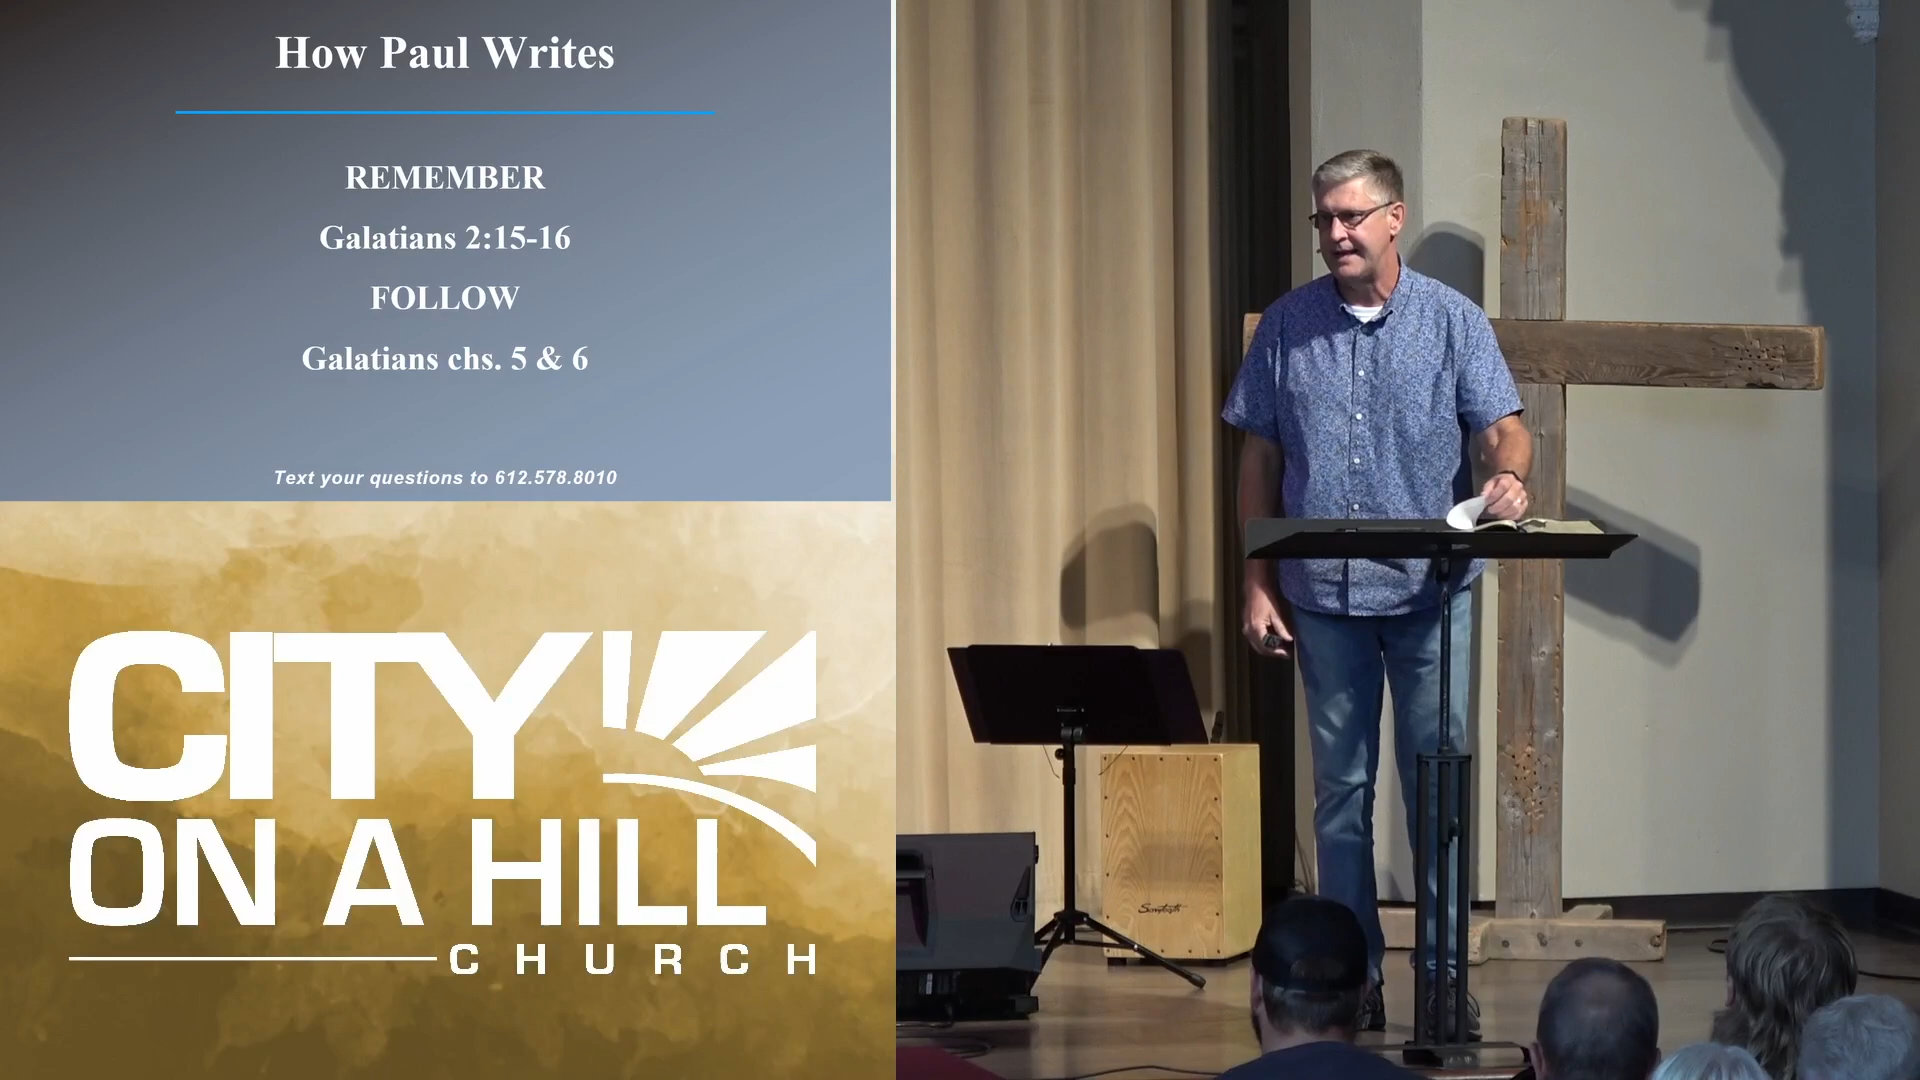 How Paul Writes
REMEMBER
Galatians 2:15-16
FOLLOW
Galatians chs. 5 & 6
Text your questions to 612.578.8010
CITY
ON A HILL
CHURCH
Sawtooth